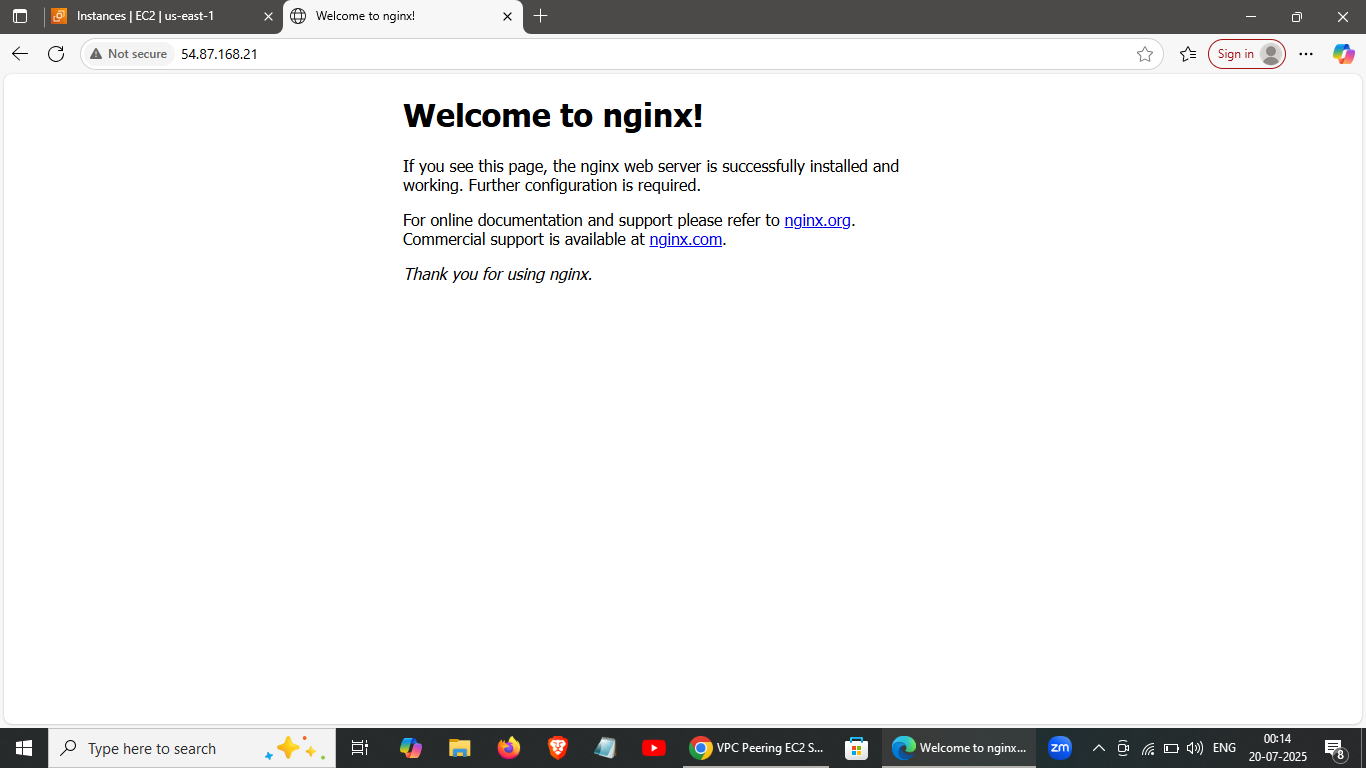 Instances | EC2 | us-east-1
Welcome to nginx!
Not secure
54.87.168.21
Sign in
Welcome to nginx!
If you see this page, the nginx web server is successfully installed and
working. Further configuration is required.
For online documentation and support please refer to nginx.org.
Commercial support is available at nginx.com.
Thank you for using nginx.
Type here to search
VPC Peering EC2 S...
Welcome to nginx...
zm
ENG
00:14
20-07-2025
8